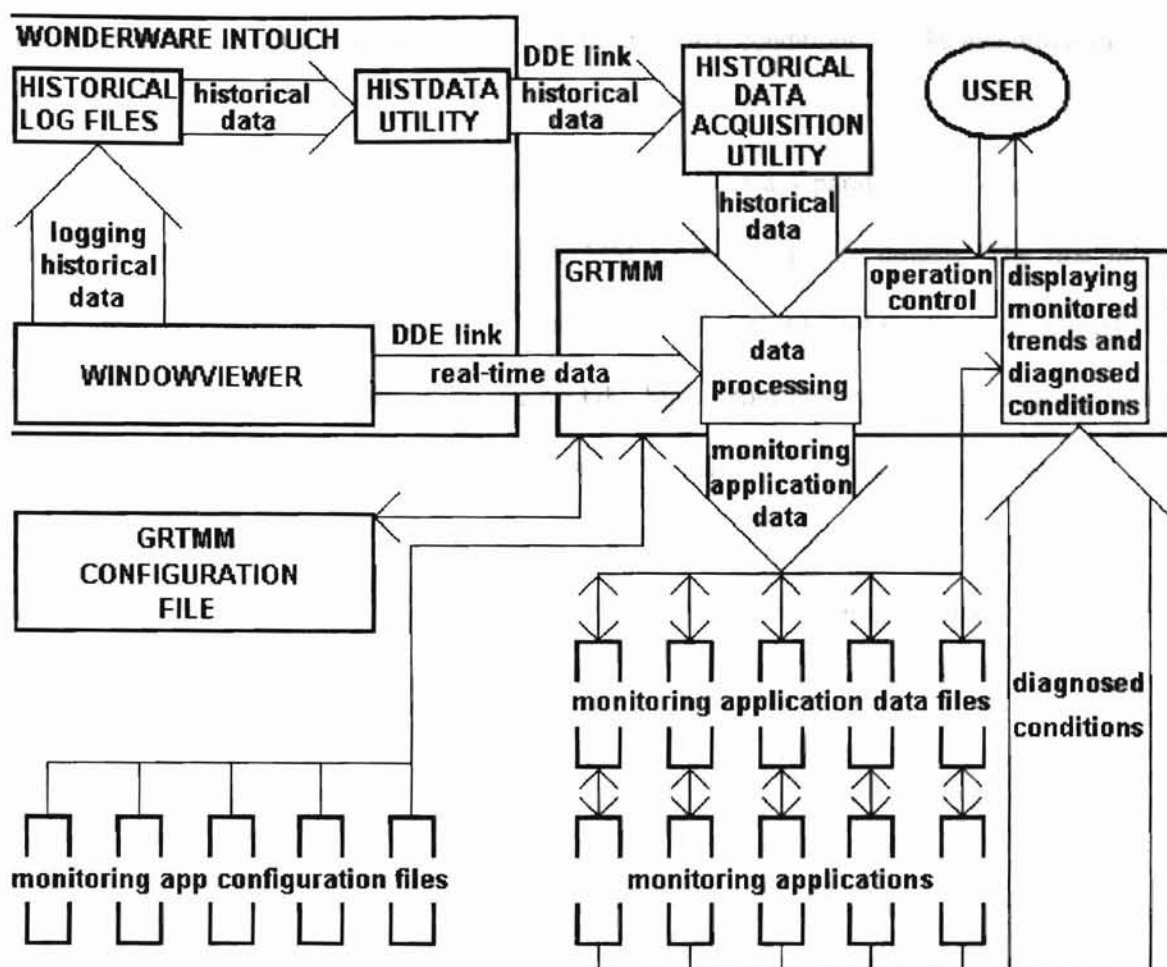 WONDERWARE INTOUCH
HISTORICAL
LOG FILES
historical
data
HISTDATA
UTILITY
DDE link
historical
data
HISTORICAL
DATA
ACQUISITION
UTILITY
USER
logging
historical
data
historical
data
GRTMM
operation
control
displaying
monitored
trends and
diagnosed
conditions
WINDOWVIEWER
DDE link
real-time data
data
processing
monitoring
application
data
GRTMM
CONFIGURATION
FILE
monitoring application data files
diagnosed
conditions
monitoring app configuration files
monitoring applications